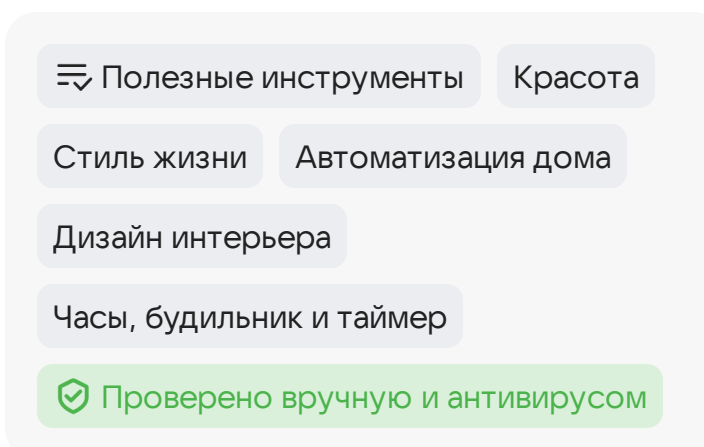 Полезные инструменты Красота
Стиль жизни Автоматизация дома
Дизайн интерьера
Часы, будильник и таймер
Проверено вручную и антивирусом